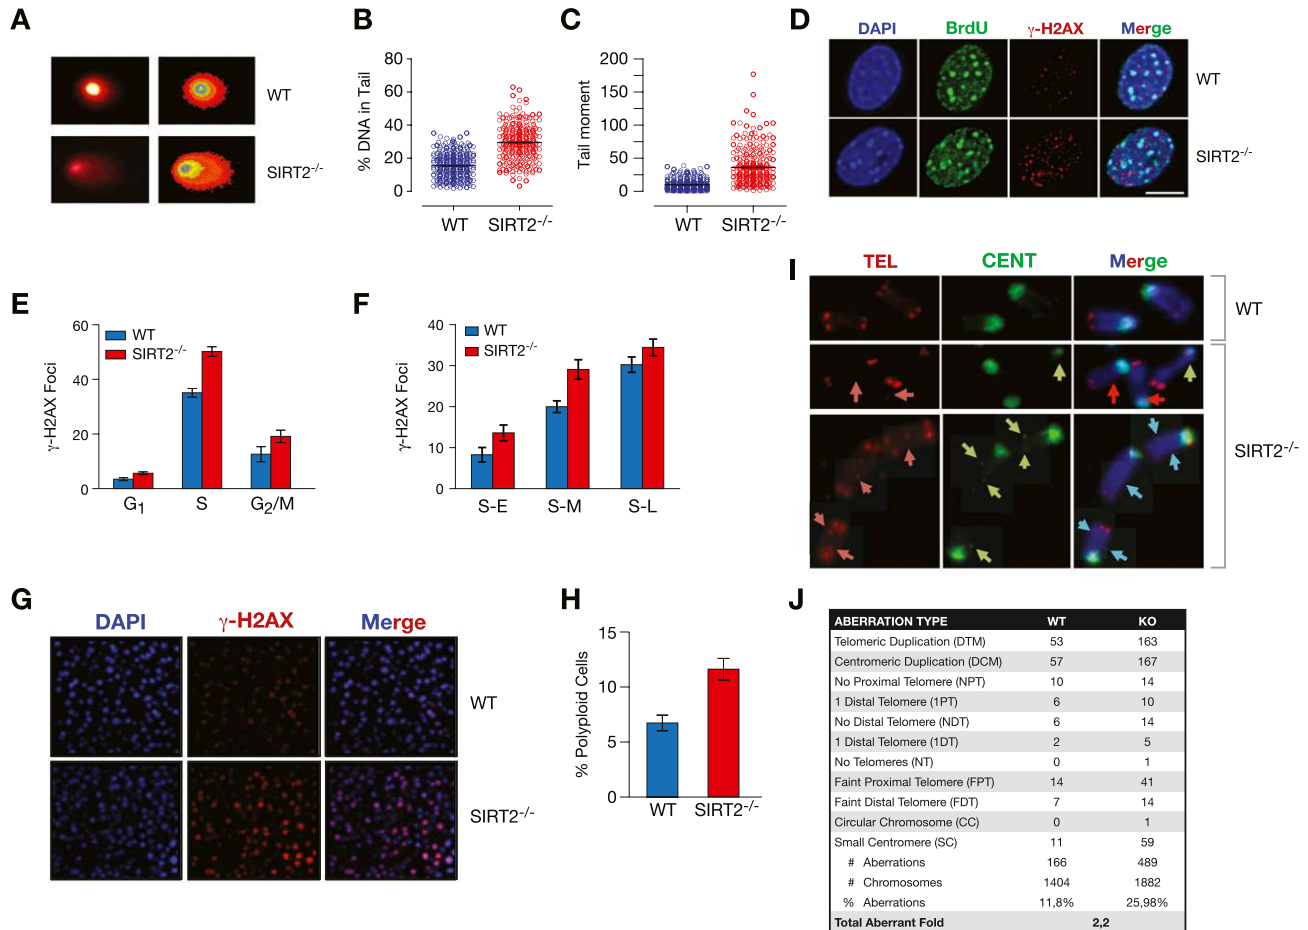 A
WT
SIRT2-/-
B
% DNA in Tail
80
60
40
20
0
WT
SIRT2-/-
C
Tail moment
200
150
100
50
0
WT
SIRT2-/-
D
DAPI
BrdU
γ-H2AX
Merge
WT
SIRT2-/-
E
γ-H2AX Foci
60
40
20
0
WT
SIRT2-/-
G1
S
G2/M
F
γ-H2AX Foci
40
30
20
10
0
WT
SIRT2-/-
S-E
S-M
S-L
I
TEL
CENT
Merge
WT
SIRT2-/-
G
DAPI
γ-H2AX
Merge
WT
SIRT2-/-
H
% Polyploid Cells
15
10
5
0
WT
SIRT2-/-
J
ABERRATION TYPE WT KO
Telomeric Duplication (DTM) 53 163
Centromeric Duplication (DCM) 57 167
No Proximal Telomere (NPT) 10 14
1 Distal Telomere (1PT) 6 10
No Distal Telomere (NDT) 6 14
1 Distal Telomere (1DT) 2 5
No Telomeres (NT) 0 1
Faint Proximal Telomere (FPT) 14 41
Faint Distal Telomere (FDT) 7 14
Circular Chromosome (CC) 0 1
Small Centromere (SC) 11 59
# Aberrations 166 489
# Chromosomes 1404 1882
% Aberrations 11,8% 25,98%
Total Aberrant Fold 2,2